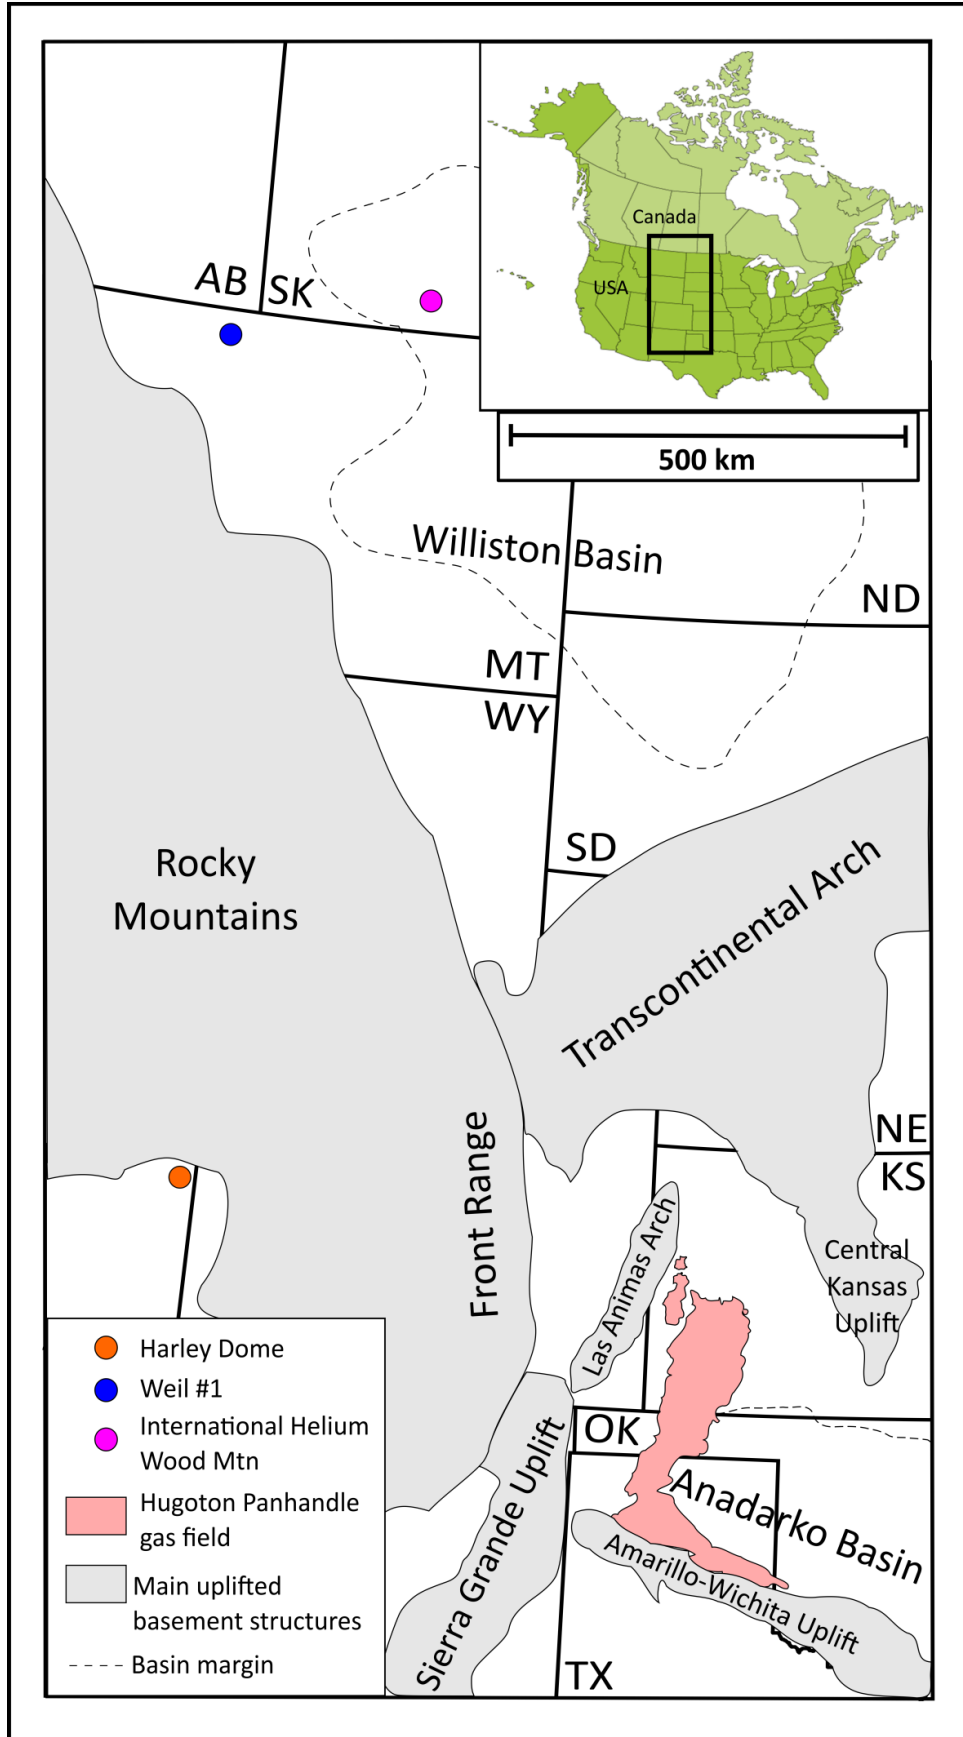 Canada
USA
AB
SK
500 km
Williston Basin
ND
MT
WY
SD
Rocky
Mountains
Transcontinental Arch
NE
KS
Front Range
Las Animas Arch
Central
Kansas
Uplift
OK
Anadarko Basin
Amarillo-Wichita Uplift
Sierra Grande Uplift
TX
Harley Dome
Weil #1
International Helium
Wood Mtn
Hugoton Panhandle
gas field
Main uplifted
basement structures
Basin margin